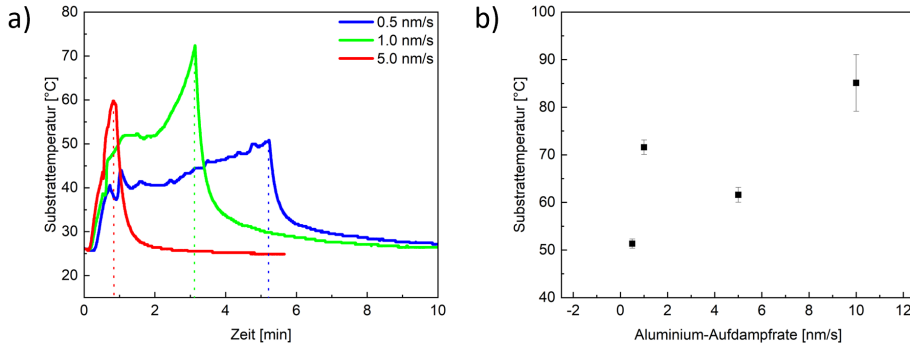 a)
0.5 nm/s
1.0 nm/s
5.0 nm/s
80
70
60
50
40
30
20
Substrattemperatur [°C]
0 2 4 6 8 10
Zeit [min]
b)
100
90
80
70
60
50
40
Substrattemperatur [°C]
-2 0 2 4 6 8 10 12
Aluminium-Aufdampfrate [nm/s]